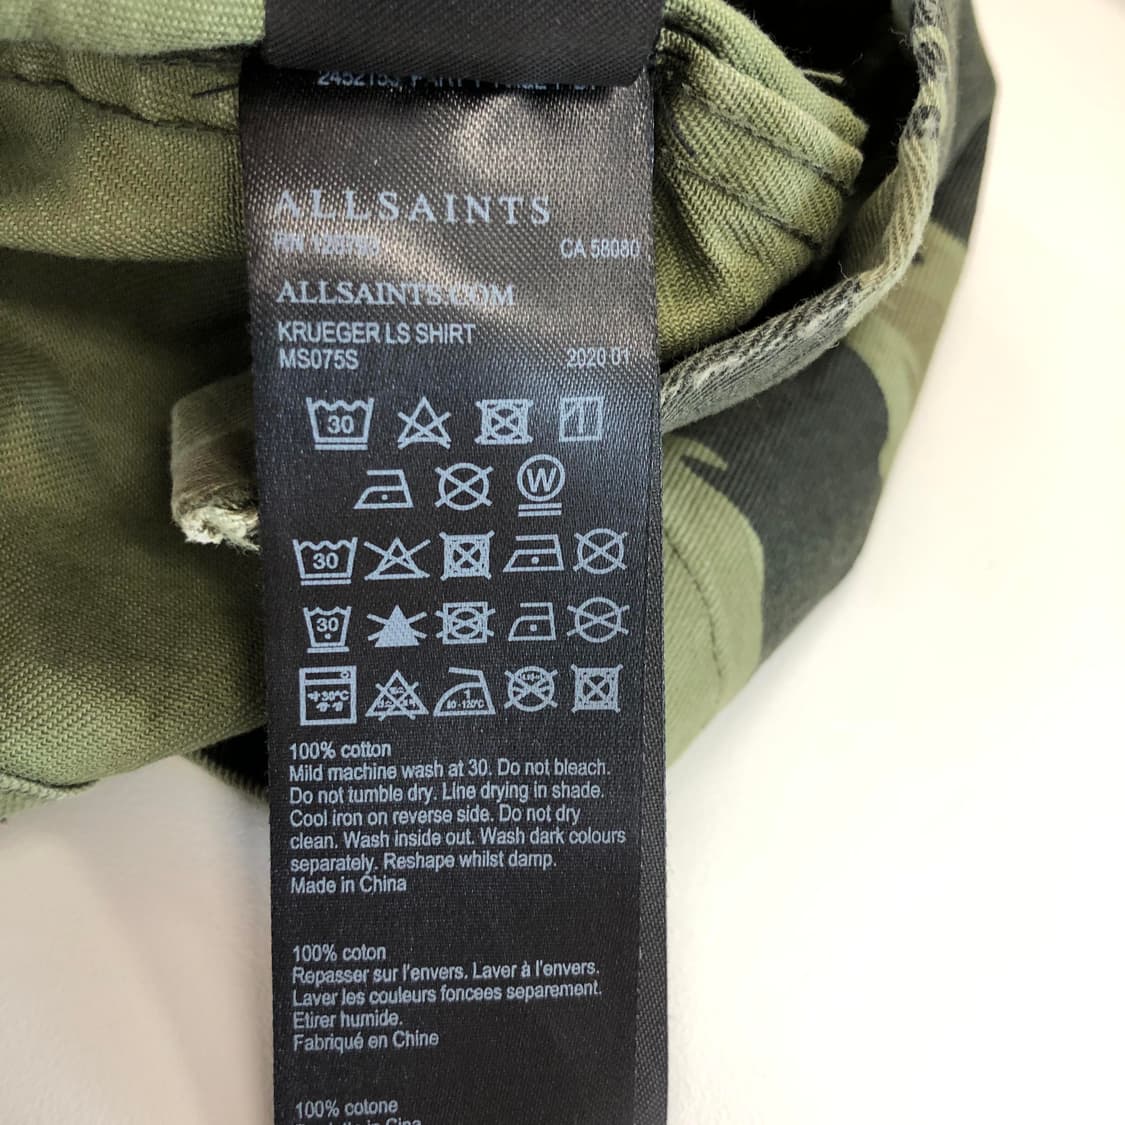 ALLSAINTS
CA 58080
ALLSAINTS.COM
KRUEGER LS SHIRT
MS075S 2020 01
30
W
30
30
30°C
100% cotton
Mild machine wash at 30. Do not bleach.
Do not tumble dry. Line drying in shade.
Cool iron on reverse side. Do not dry
clean. Wash inside out. Wash dark colours
separately. Reshape whilst damp.
Made in China
100% coton
Repasser sur l'envers. Laver à l'envers.
Laver les couleurs foncees separement.
Etirer humide.
Fabriqué en Chine
100% cotone